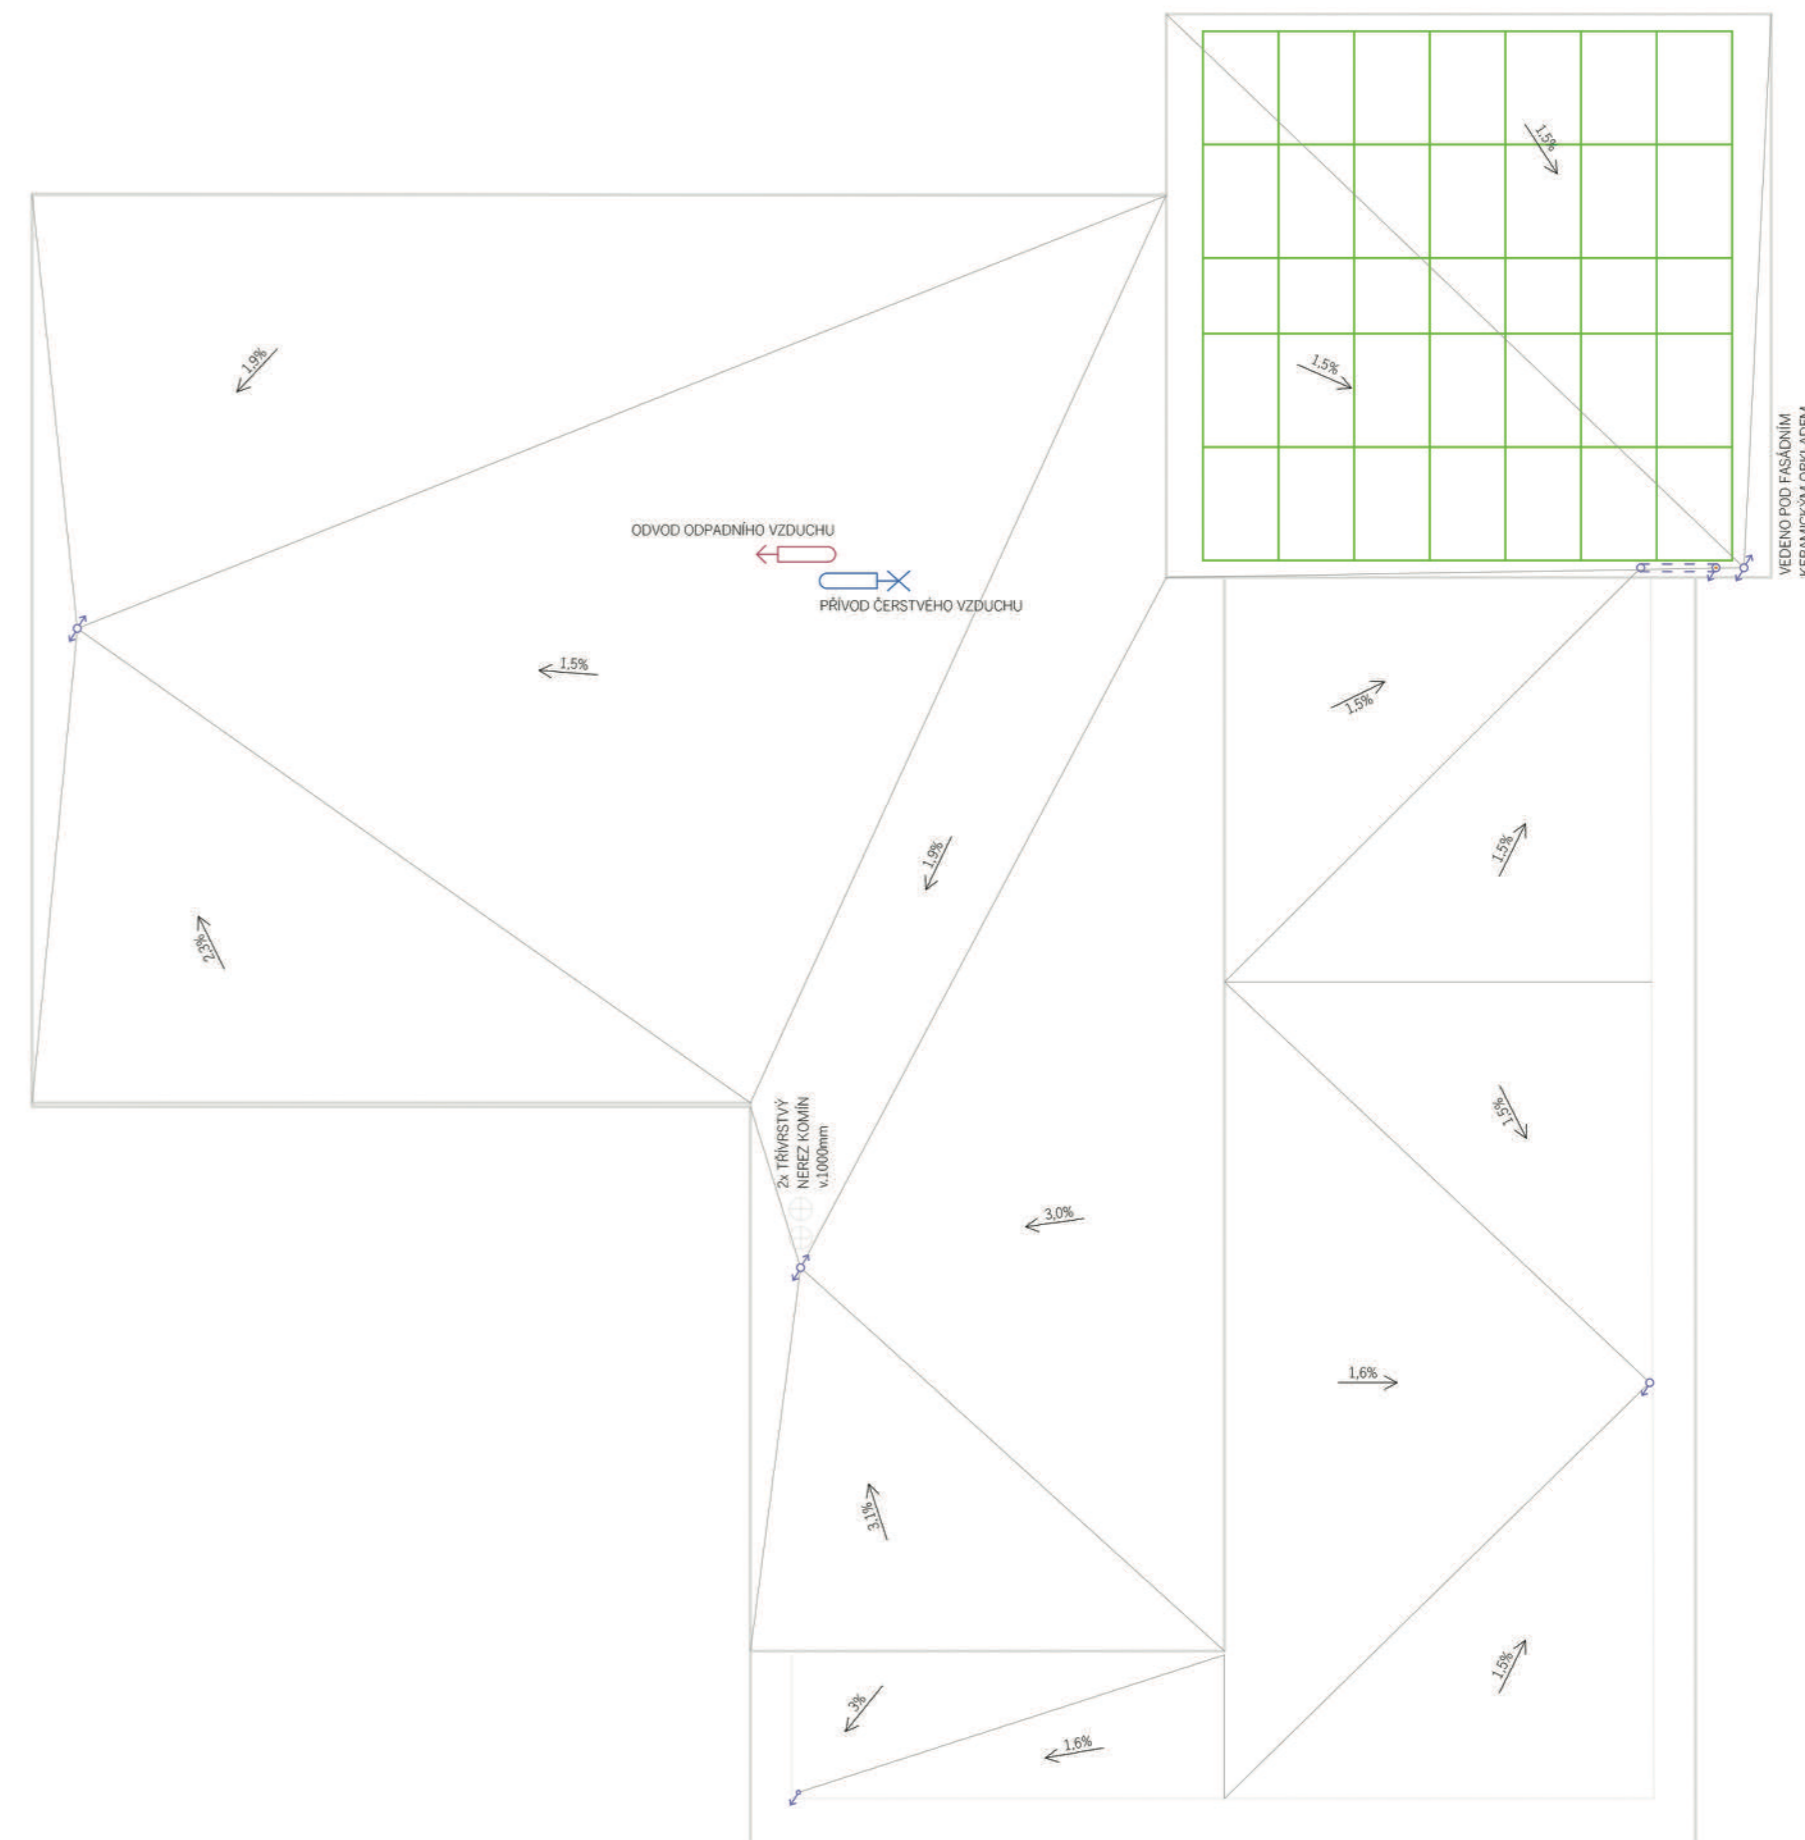 1,5%
1,9%
1,5%
VEDENO POD FASÁDNÍM
KERAMICKÝM OBKLADEM
ODVOD ODPADNÍHO VZDUCHU
PŘÍVOD ČERSTVÉHO VZDUCHU
1,5%
1,5%
1,5%
1,9%
2,3%
2x TŘÍVRSTVÝ
NEREZ KOMÍN
v.1000mm
1,5%
3,0%
1,6%
3,1%
1,5%
3%
1,6%